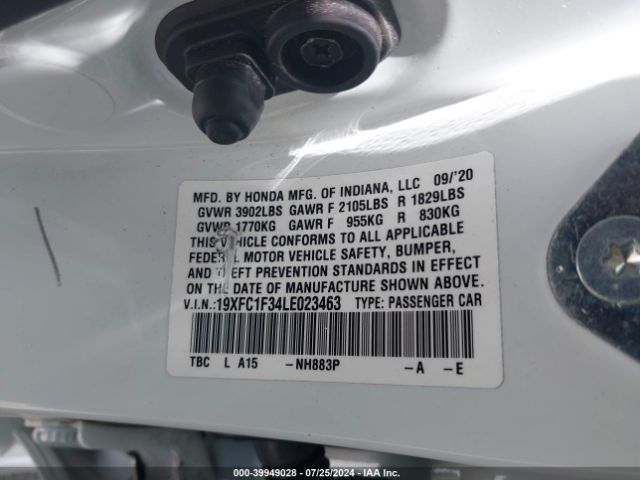 MFD. BY HONDA MFG. OF INDIANA, LLC 09/'20
GVWR 3902LBS GAWR F 2105LBS R 1829LBS
GVWR 1770KG GAWR F 955KG R 830KG
THIS VEHICLE CONFORMS TO ALL APPLICABLE
FEDERAL MOTOR VEHICLE SAFETY, BUMPER,
AND THEFT PREVENTION STANDARDS IN EFFECT
ON THE DATE OF MANUFACTURE SHOWN ABOVE.
V.I.N.:19XFC1F34LE023463 TYPE: PASSENGER CAR
TBC L A15 -NH883P -A -E
000-39949028 - 07/25/2024 - IAA Inc.